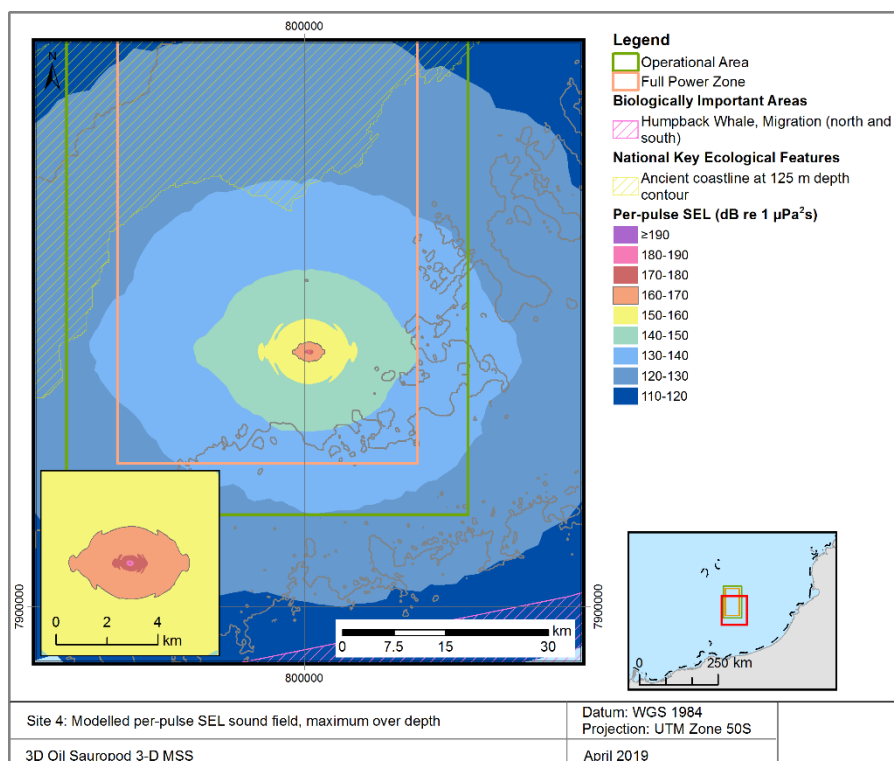 800000
N
7900000
7900000
800000
Legend
Operational Area
Full Power Zone
Biologically Important Areas
Humpback Whale, Migration (north and
south)
National Key Ecological Features
Ancient coastline at 125 m depth
contour
Per-pulse SEL (dB re 1 µPa²s)
≥190
180-190
170-180
160-170
150-160
140-150
130-140
120-130
110-120
0 2 4
km
km
0 7.5 15 30
0 250 km
Site 4: Modelled per-pulse SEL sound field, maximum over depth
Datum: WGS 1984
Projection: UTM Zone 50S
3D Oil Sauropod 3-D MSS
April 2019